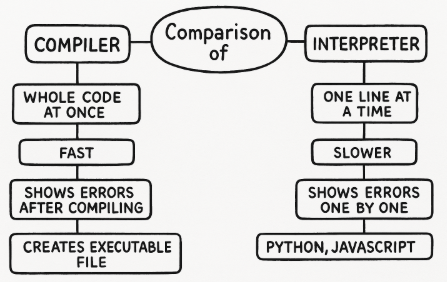 Comparison
of
COMPILER
WHOLE CODE
AT ONCE
FAST
SHOWS ERRORS
AFTER COMPILING
CREATES EXECUTABLE
FILE
INTERPRETER
ONE LINE AT
A TIME
SLOWER
SHOWS ERRORS
ONE BY ONE
PYTHON, JAVASCRIPT